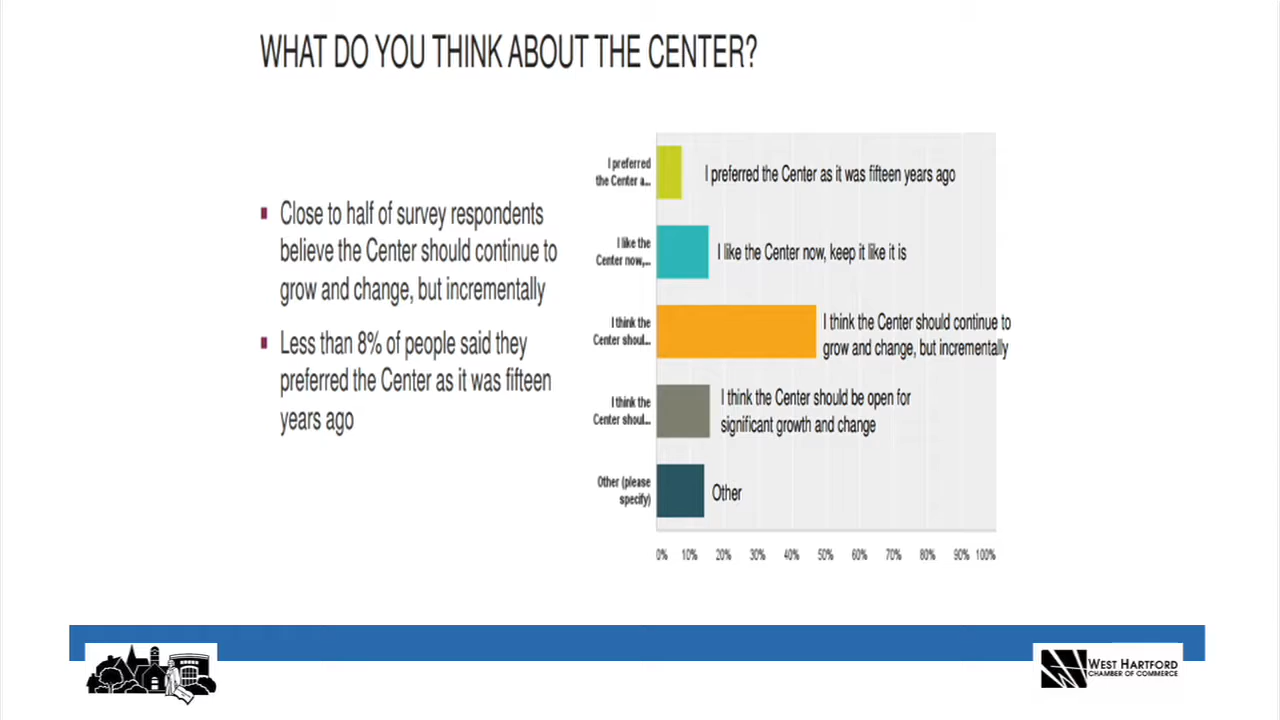 WHAT DO YOU THINK ABOUT THE CENTER?
▪ Close to half of survey respondents
believe the Center should continue to
grow and change, but incrementally
▪ Less than 8% of people said they
preferred the Center as it was fifteen
years ago
I preferred
the Center a...
I preferred the Center as it was fifteen years ago
I like the
Center now,...
I like the Center now, keep it like it is
I think the
Center shoul...
I think the Center should continue to
grow and change, but incrementally
I think the
Center shoul...
I think the Center should be open for
significant growth and change
Other (please
specify)
Other
0% 10% 20% 30% 40% 50% 60% 70% 80% 90% 100%
WEST HARTFORD
CHAMBER OF COMMERCE